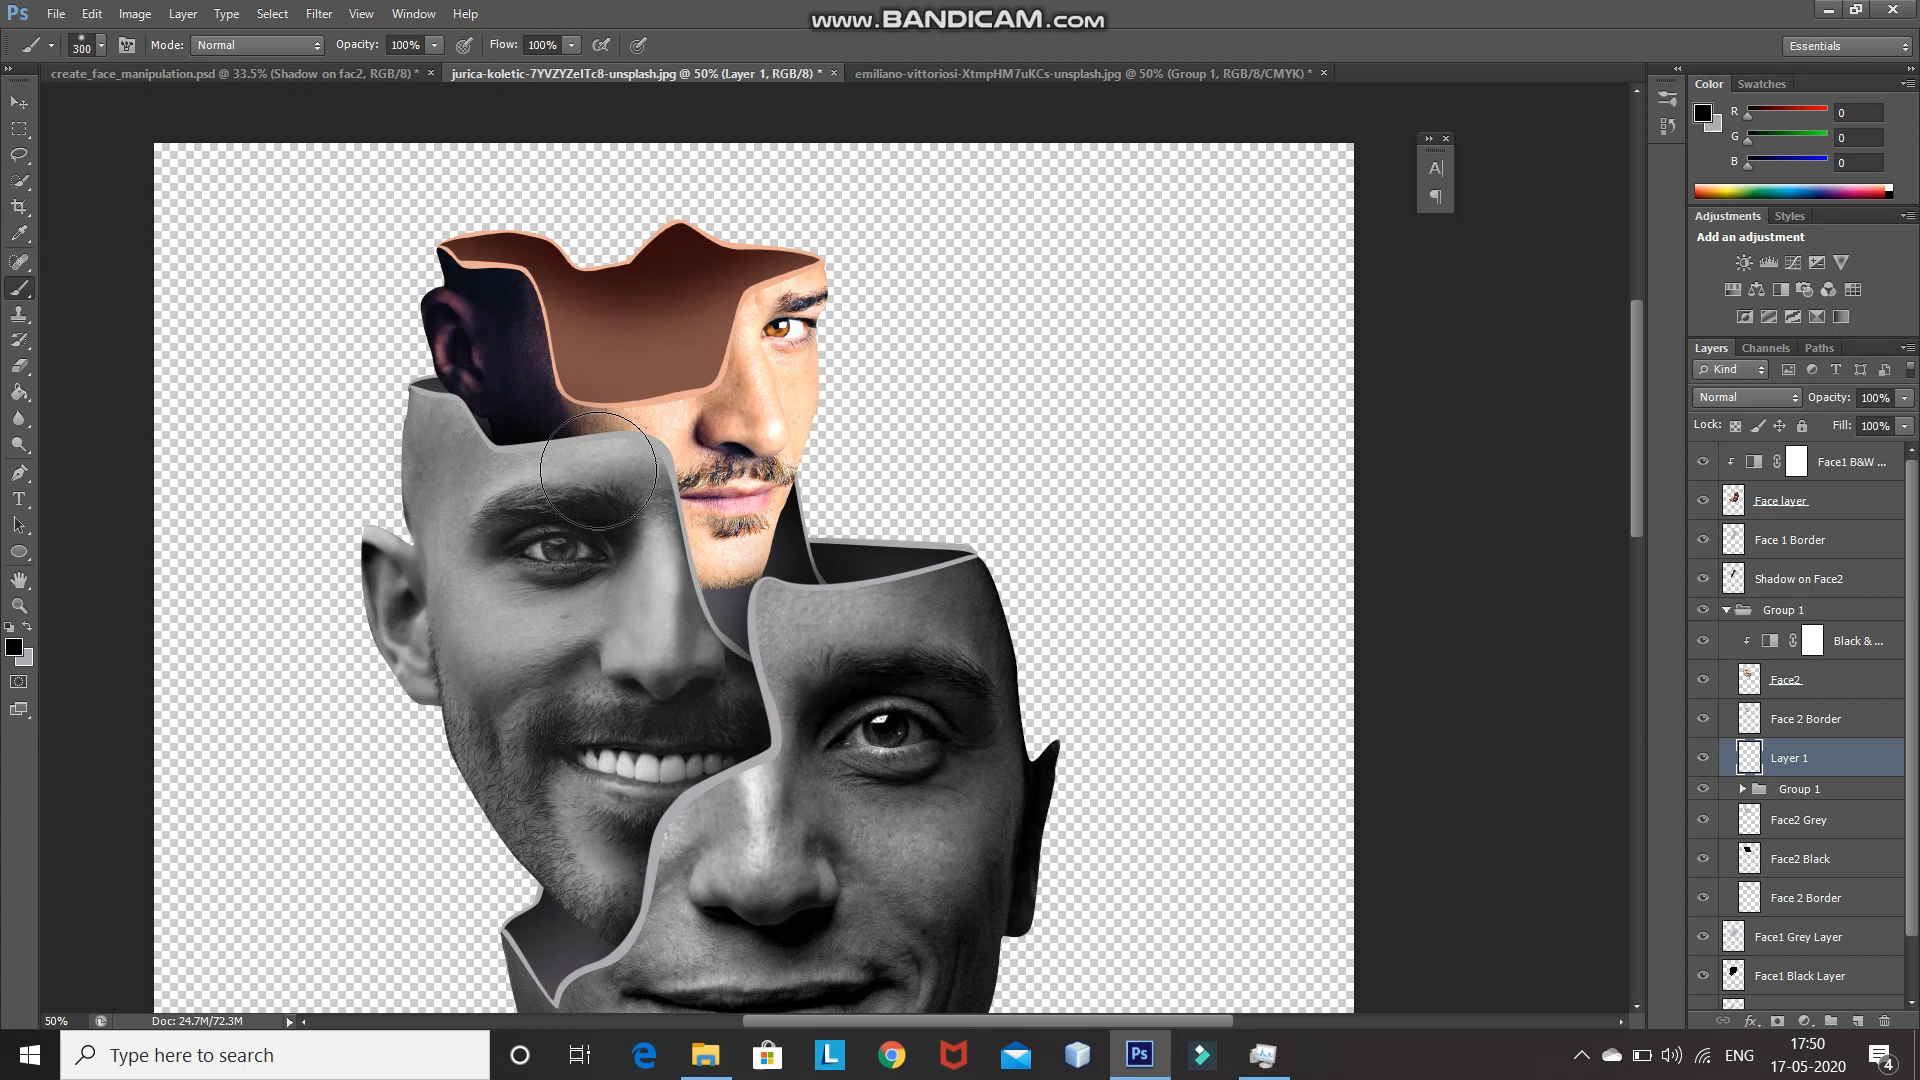 Ps File Edit Image Layer Type Select Filter View Window Help
www.BANDICAM.com
300 Mode: Normal Opacity: 100% Flow: 100% Essentials
create_face_manipulation.psd @ 33.5% (Shadow on fac2, RGB/8) * ×
jurica-koletic-7YVZYZeITc8-unsplash.jpg @ 50% (Layer 1, RGB/8) * ×
emiliano-vittoriosi-XtmpHM7uKCs-unsplash.jpg @ 50% (Group 1, RGB/8/CMYK) * ×
Color Swatches
R 0
G 0
B 0
Adjustments Styles
Add an adjustment
Layers Channels Paths
Kind
Normal Opacity: 100%
Lock: Fill: 100%
Face1 B&W ...
Face layer
Face 1 Border
Shadow on Face2
Group 1
Black & ...
Face2
Face 2 Border
Layer 1
Group 1
Face2 Grey
Face2 Black
Face 2 Border
Face1 Grey Layer
Face1 Black Layer
50% Doc: 24.7M/72.3M
Type here to search
L
Ps
ENG
17:50
17-05-2020
4